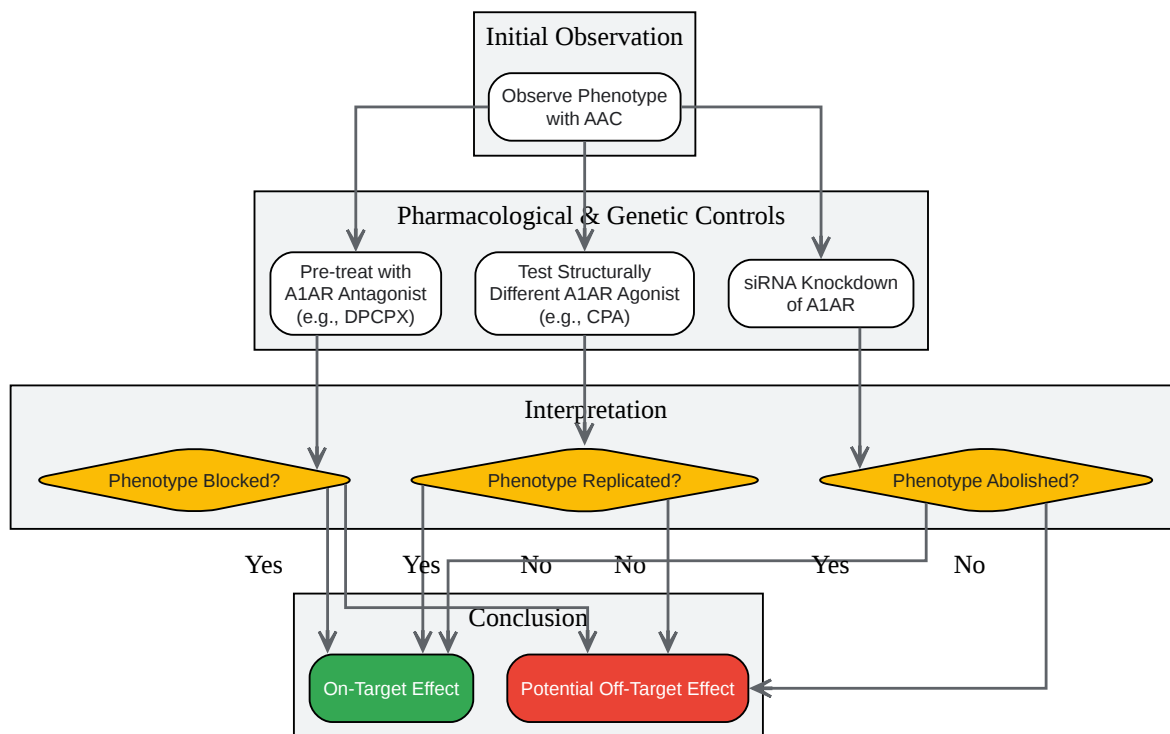 Initial Observation
Observe Phenotype
with AAC
Pharmacological & Genetic Controls
Pre-treat with
A1AR Antagonist
(e.g., DPCPX)
Test Structurally
Different A1AR Agonist
(e.g., CPA)
siRNA Knockdown
of A1AR
Interpretation
Phenotype Blocked?
Phenotype Replicated?
Phenotype Abolished?
Yes
Yes
No
No
Yes
No
Conclusion
On-Target Effect
Potential Off-Target Effect